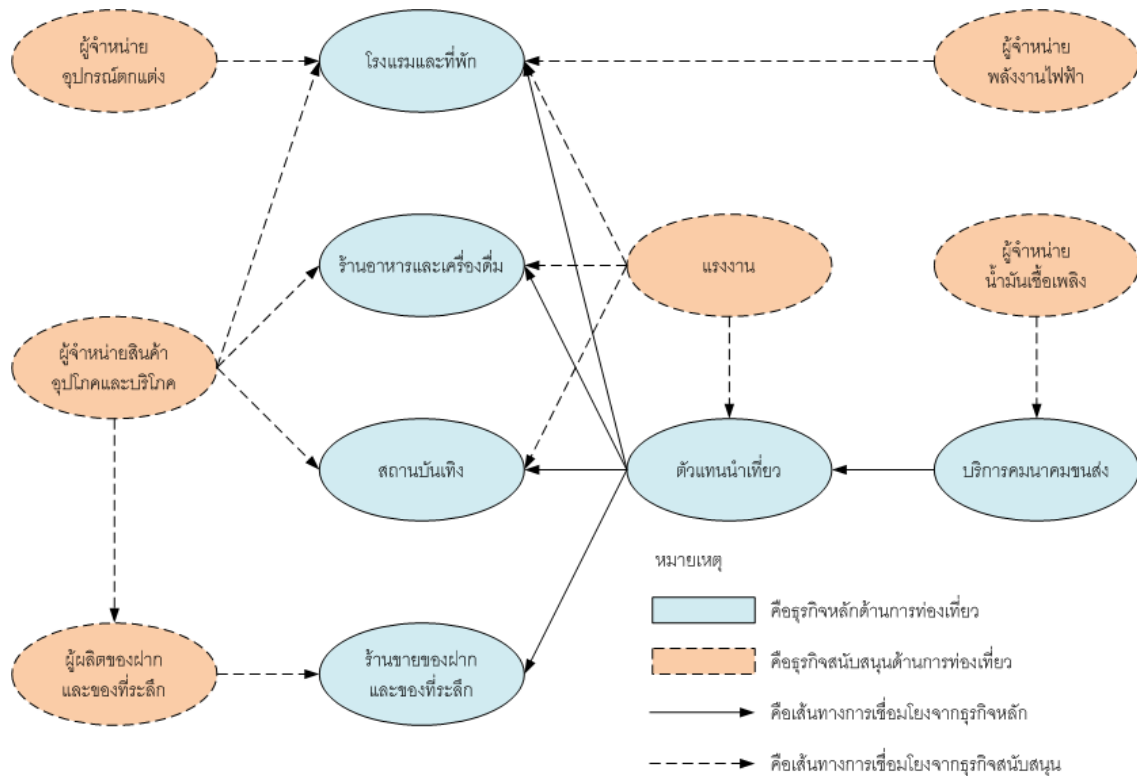 ผู้จำหน่าย
อุปกรณ์ตกแต่ง
โรงแรมและที่พัก
ผู้จำหน่าย
พลังงานไฟฟ้า
ร้านอาหารและเครื่องดื่ม
แรงงาน
ผู้จำหน่าย
น้ำมันเชื้อเพลิง
ผู้จำหน่ายสินค้า
อุปโภคและบริโภค
สถานบันเทิง
ตัวแทนนำเที่ยว
บริการคมนาคมขนส่ง
ผู้ผลิตของฝาก
และของที่ระลึก
ร้านขายของฝาก
และของที่ระลึก
หมายเหตุ
คือธุรกิจหลักด้านการท่องเที่ยว
คือธุรกิจสนับสนุนด้านการท่องเที่ยว
คือเส้นทางการเชื่อมโยงจากธุรกิจหลัก
คือเส้นทางการเชื่อมโยงจากธุรกิจสนับสนุน